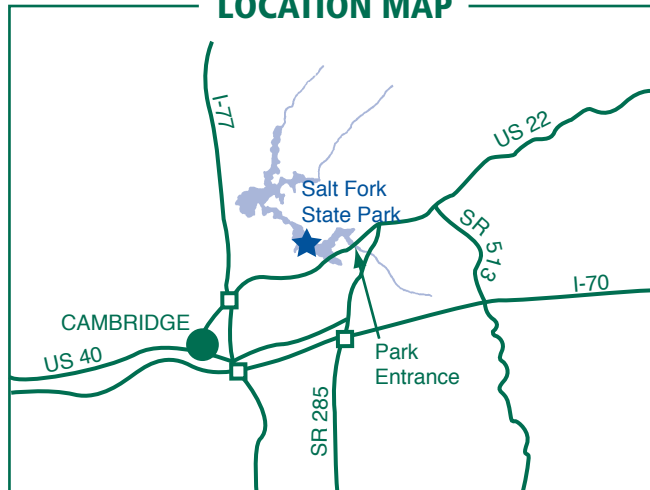 LOCATION MAP
I-77
US 22
Salt Fork
State Park
SR 513
I-70
CAMBRIDGE
US 40
Park
Entrance
SR 285